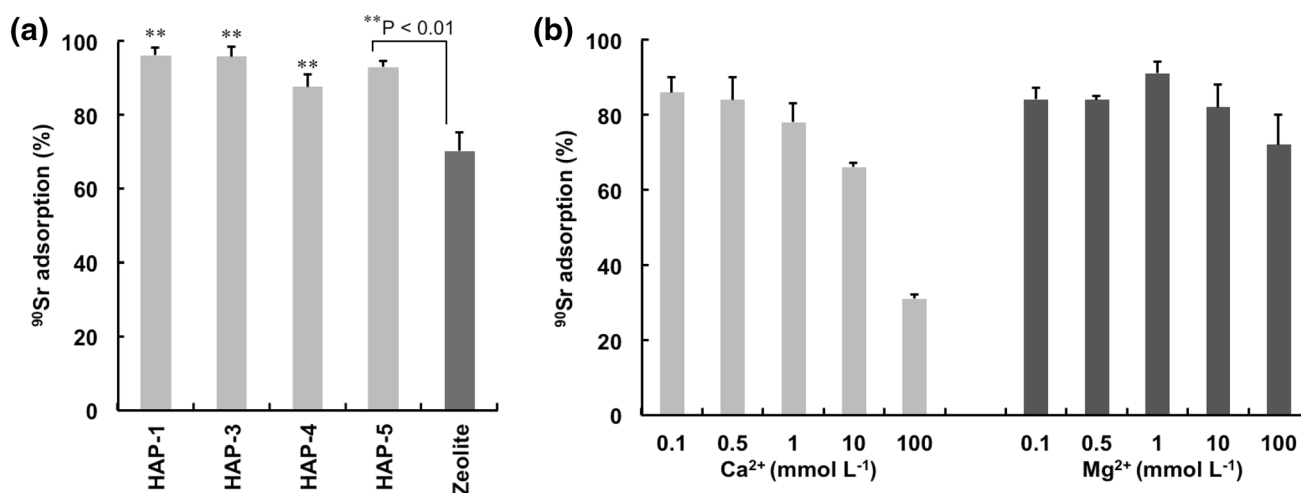 (a)
**P < 0.01
** ** **
100
80
60
40
20
0
⁹⁰Sr adsorption (%)
HAP-1
HAP-3
HAP-4
HAP-5
Zeolite
(b)
100
80
60
40
20
0
⁹⁰Sr adsorption (%)
0.1 0.5 1 10 100
Ca²⁺ (mmol L⁻¹)
0.1 0.5 1 10 100
Mg²⁺ (mmol L⁻¹)